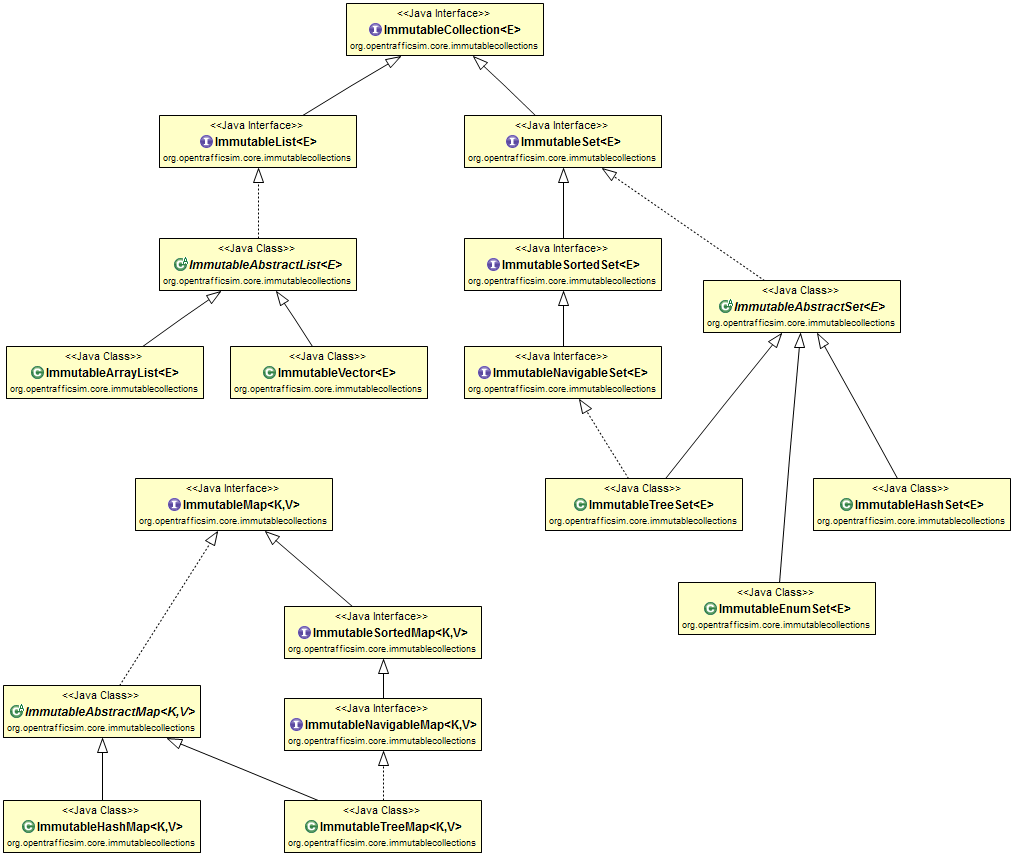 <<Java Interface>>
ImmutableCollection<E>
org.opentrafficsim.core.immutablecollections
<<Java Interface>>
ImmutableList<E>
org.opentrafficsim.core.immutablecollections
<<Java Interface>>
ImmutableSet<E>
org.opentrafficsim.core.immutablecollections
<<Java Class>>
ImmutableAbstractList<E>
org.opentrafficsim.core.immutablecollections
<<Java Interface>>
ImmutableSortedSet<E>
org.opentrafficsim.core.immutablecollections
<<Java Class>>
ImmutableAbstractSet<E>
org.opentrafficsim.core.immutablecollections
<<Java Class>>
ImmutableArrayList<E>
org.opentrafficsim.core.immutablecollections
<<Java Class>>
ImmutableVector<E>
org.opentrafficsim.core.immutablecollections
<<Java Interface>>
ImmutableNavigableSet<E>
org.opentrafficsim.core.immutablecollections
<<Java Interface>>
ImmutableMap<K,V>
org.opentrafficsim.core.immutablecollections
<<Java Class>>
ImmutableTreeSet<E>
org.opentrafficsim.core.immutablecollections
<<Java Class>>
ImmutableHashSet<E>
org.opentrafficsim.core.immutablecollections
<<Java Class>>
ImmutableEnumSet<E>
org.opentrafficsim.core.immutablecollections
<<Java Interface>>
ImmutableSortedMap<K,V>
org.opentrafficsim.core.immutablecollections
<<Java Class>>
ImmutableAbstractMap<K,V>
org.opentrafficsim.core.immutablecollections
<<Java Interface>>
ImmutableNavigableMap<K,V>
org.opentrafficsim.core.immutablecollections
<<Java Class>>
ImmutableHashMap<K,V>
org.opentrafficsim.core.immutablecollections
<<Java Class>>
ImmutableTreeMap<K,V>
org.opentrafficsim.core.immutablecollections